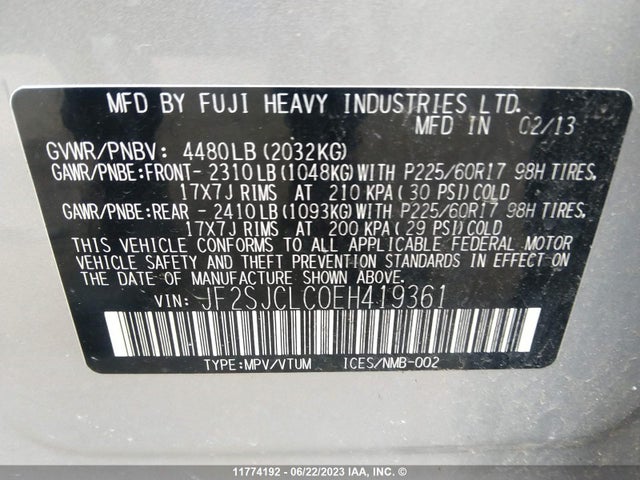 MFD BY FUJI HEAVY INDUSTRIES LTD.
MFD IN 02/13
GVWR/PNBV: 4480LB (2032KG)
GAWR/PNBE:FRONT- 2310LB (1048KG)WITH P225/60R17 98H TIRES,
17X7J RIMS AT 210 KPA( 30 PSI)COLD
GAWR/PNBE:REAR - 2410LB (1093KG)WITH P225/60R17 98H TIRES,
17X7J RIMS AT 200 KPA( 29 PSI)COLD
THIS VEHICLE CONFORMS TO ALL APPLICABLE FEDERAL MOTOR
VEHICLE SAFETY AND THEFT PREVENTION STANDARDS IN EFFECT ON
THE DATE OF MANUFACTURE SHOWN ABOVE.
VIN: JF2SJCLC0EH419361
TYPE:MPV/VTUM ICES/NMB-002
11774192 - 06/22/2023 IAA, INC. ©